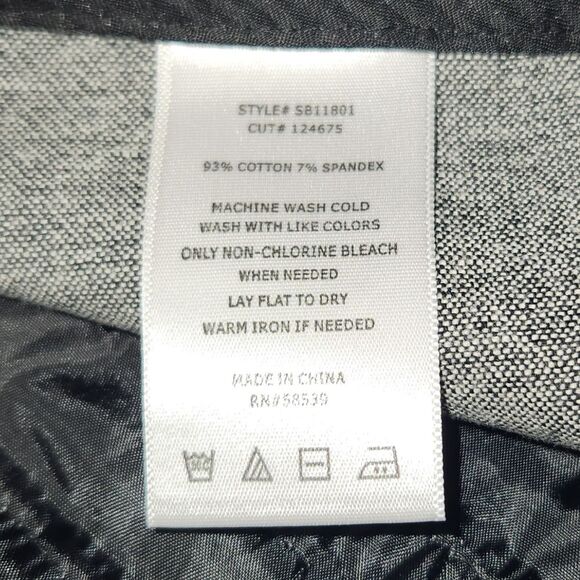 STYLE# SB11801
CUT# 124675
93% COTTON 7% SPANDEX
MACHINE WASH COLD
WASH WITH LIKE COLORS
ONLY NON-CHLORINE BLEACH
WHEN NEEDED
LAY FLAT TO DRY
WARM IRON IF NEEDED
MADE IN CHINA
RN#58539